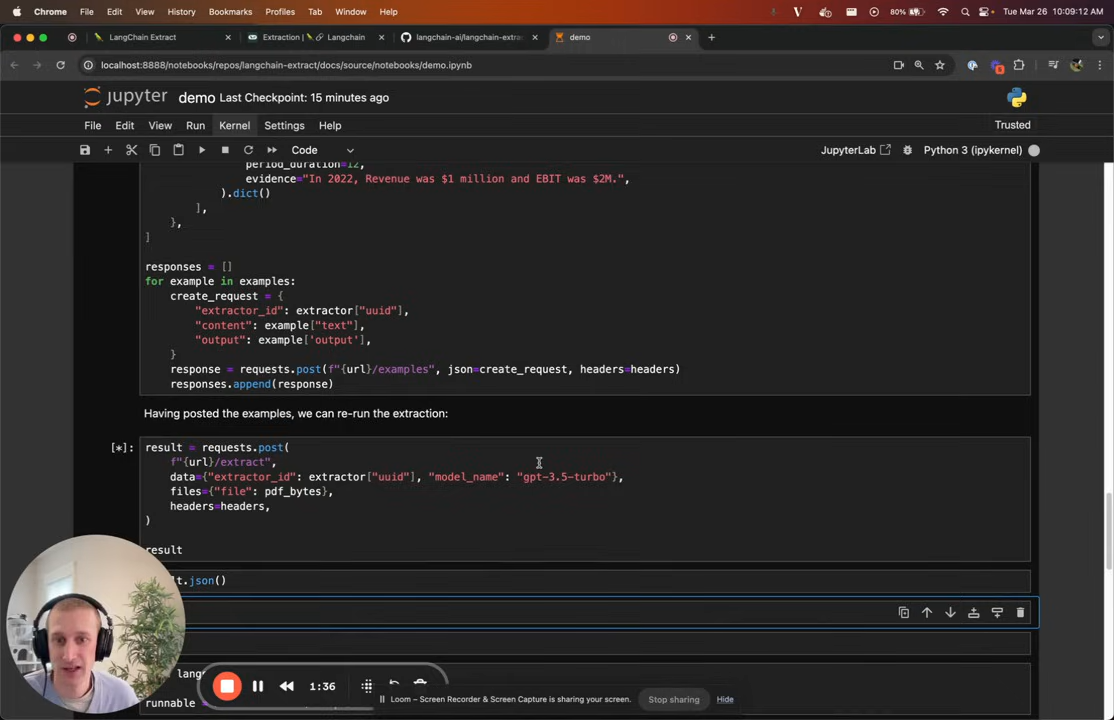 Chrome File Edit View History Bookmarks Profiles Tab Window Help 80% Tue Mar 26 10:09:12 AM
LangChain Extract Extraction | Langchain langchain-ai/langchain-extrac demo
localhost:8888/notebooks/repos/langchain-extract/docs/source/notebooks/demo.ipynb
jupyter demo Last Checkpoint: 15 minutes ago
File Edit View Run Kernel Settings Help Trusted
Code JupyterLab Python 3 (ipykernel)
period_duration=12,
evidence="In 2022, Revenue was $1 million and EBIT was $2M.",
).dict()
],
},
]
responses = []
for example in examples:
create_request = {
"extractor_id": extractor["uuid"],
"content": example["text"],
"output": example['output'],
}
response = requests.post(f"{url}/examples", json=create_request, headers=headers)
responses.append(response)
Having posted the examples, we can re-run the extraction:
[*]: result = requests.post(
f"{url}/extract",
data={"extractor_id": extractor["uuid"], "model_name": "gpt-3.5-turbo"},
files={"file": pdf_bytes},
headers=headers,
)
result
lt.json()
lang
1:36
Loom – Screen Recorder & Screen Capture is sharing your screen. Stop sharing Hide
runnable =